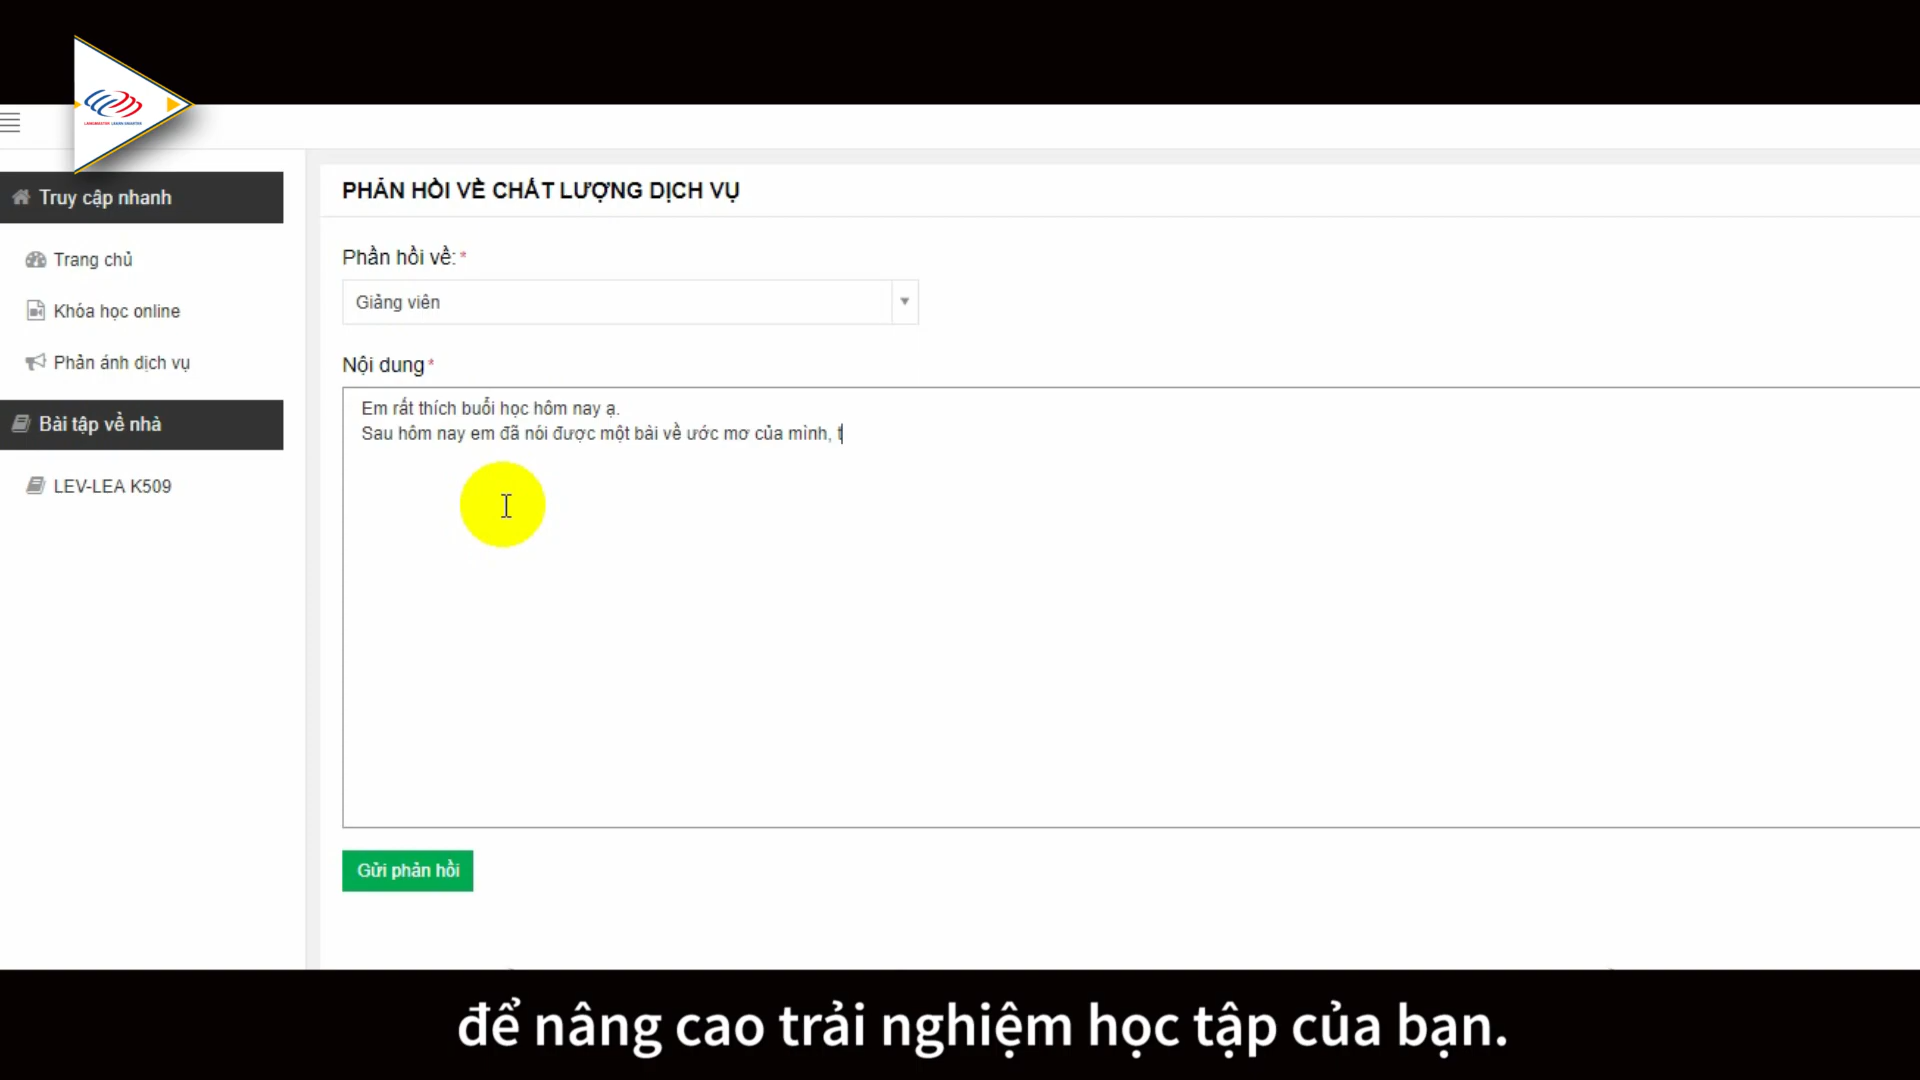 Truy cập nhanh
Trang chủ
Khóa học online
Phản ánh dịch vụ
Bài tập về nhà
LEV-LEA K509
PHẢN HỒI VỀ CHẤT LƯỢNG DỊCH VỤ
Phần hồi về:*
Giảng viên
Nội dung*
Em rất thích buổi học hôm nay ạ.
Sau hôm nay em đã nói được một bài về ước mơ của mình, t
Gửi phản hồi
để nâng cao trải nghiệm học tập của bạn.